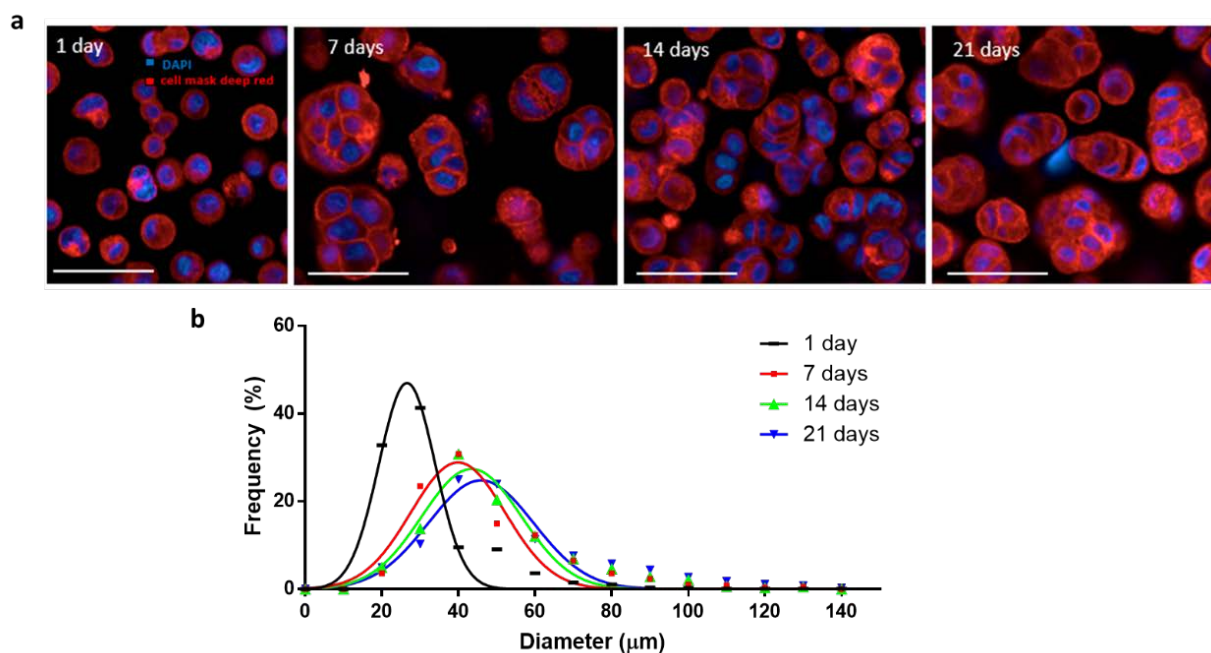 a
1 day
DAPI
cell mask deep red
7 days
14 days
21 days
b
60
40
20
0
Frequency (%)
0 20 40 60 80 100 120 140
Diameter (μm)
1 day
7 days
14 days
21 days